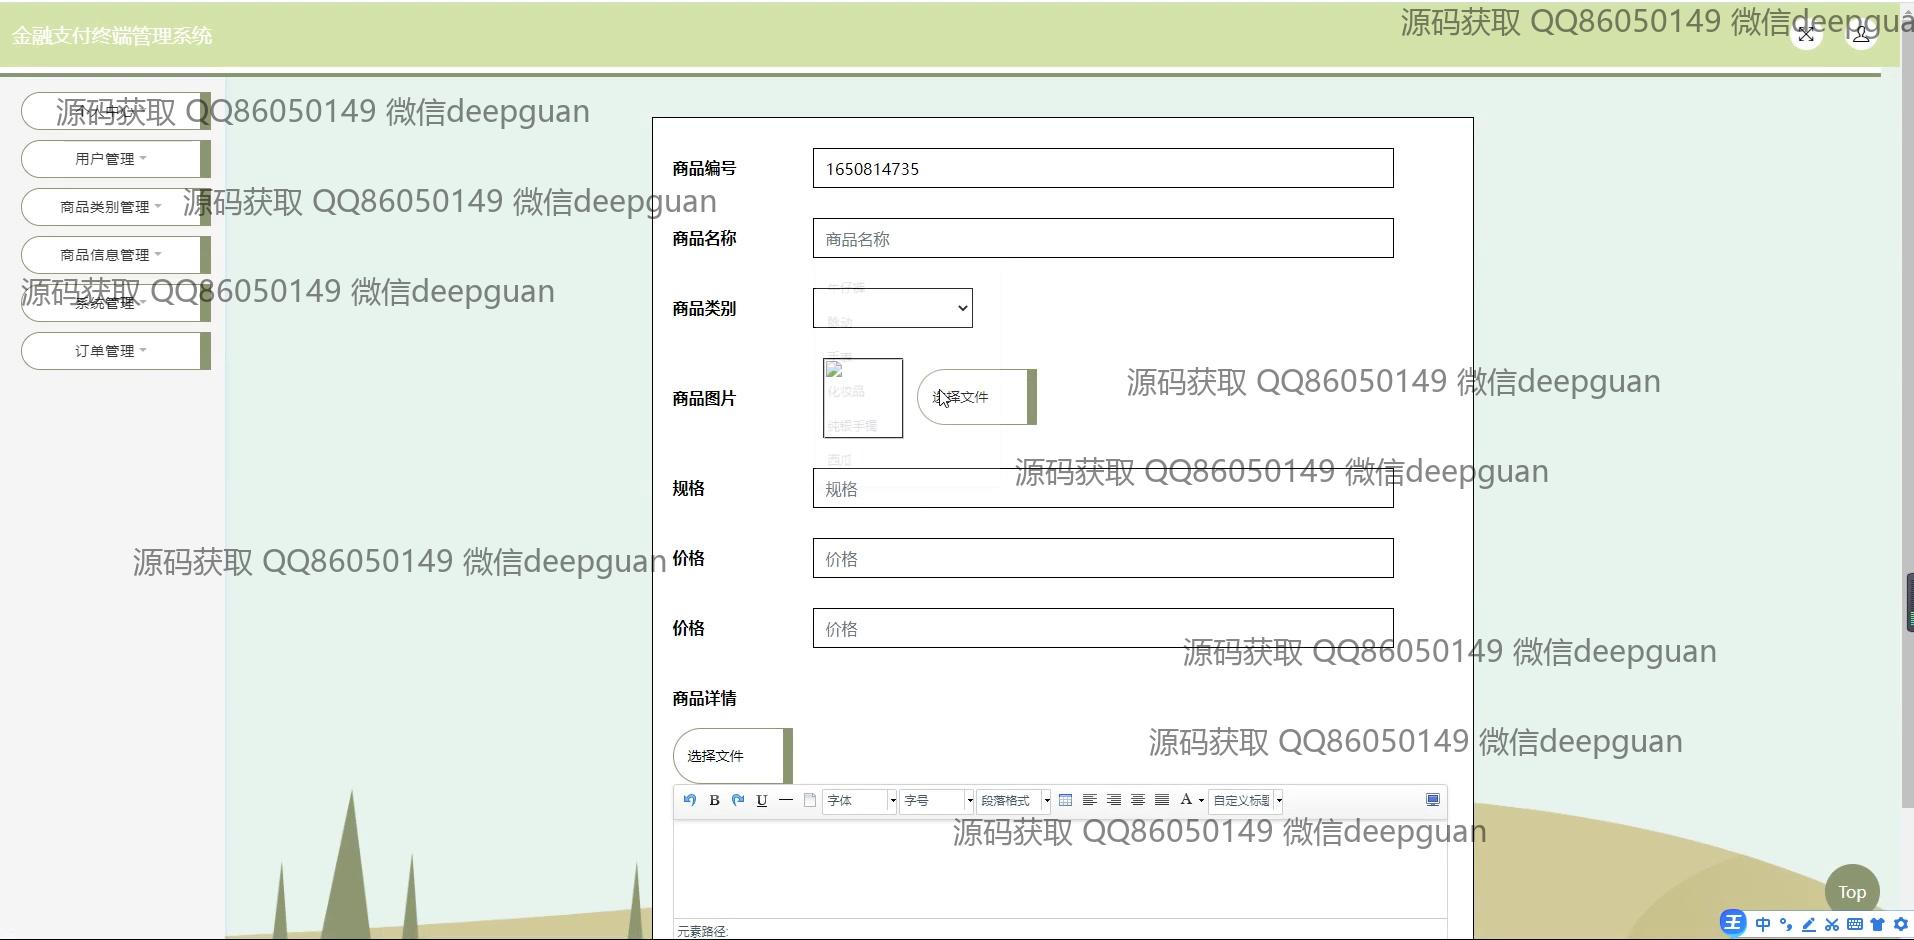 金融支付终端管理系统
源码获取 QQ86050149 微信deepgua
源码获取 QQ86050149 微信deepguan
个人中心
用户管理
商品类别管理
源码获取 QQ86050149 微信deepguan
商品信息管理
源码获取 QQ86050149 微信deepguan
系统管理
订单管理
商品编号 1650814735
商品名称 商品名称
商品类别
牛仔裤
手表
化妆品
纯银手镯
西瓜
商品图片 选择文件
源码获取 QQ86050149 微信deepguan
源码获取 QQ86050149 微信deepguan
规格 规格
源码获取 QQ86050149 微信deepguan
价格 价格
价格 价格
源码获取 QQ86050149 微信deepguan
商品详情
源码获取 QQ86050149 微信deepguan
选择文件
B U 字体 字号 段落格式 A 自定义标题
源码获取 QQ86050149 微信deepguan
元素路径:
Top
王 中